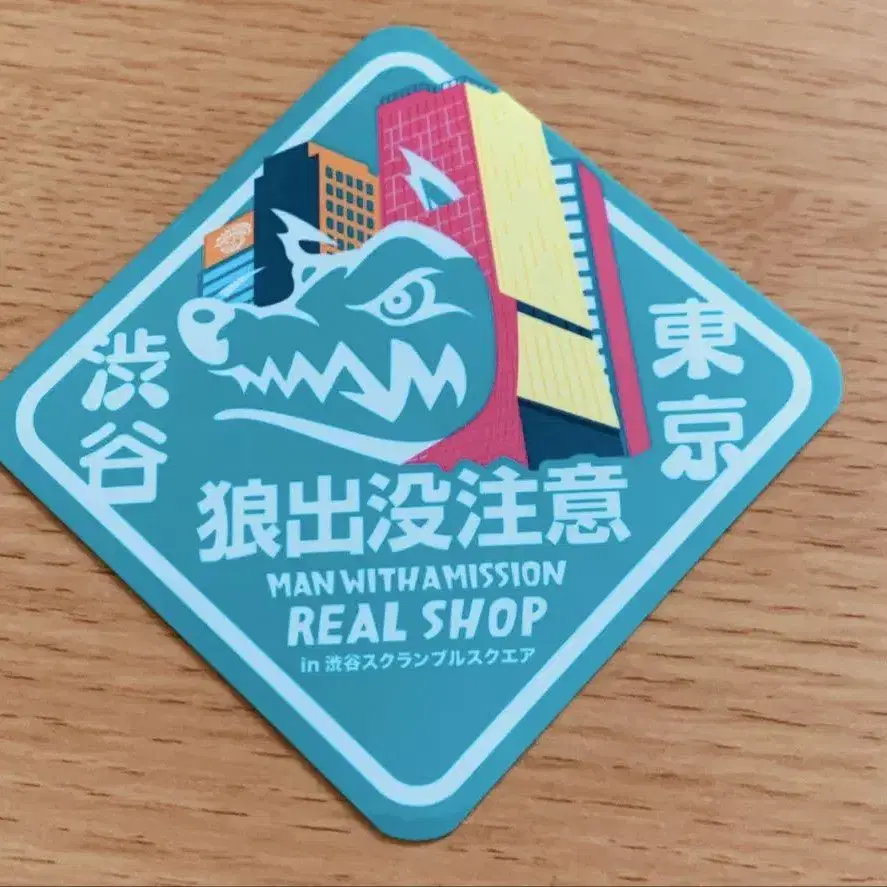 東京
渋谷
狼出没注意
MAN WITH A MISSION
REAL SHOP
in 渋谷スクランブルスクエア